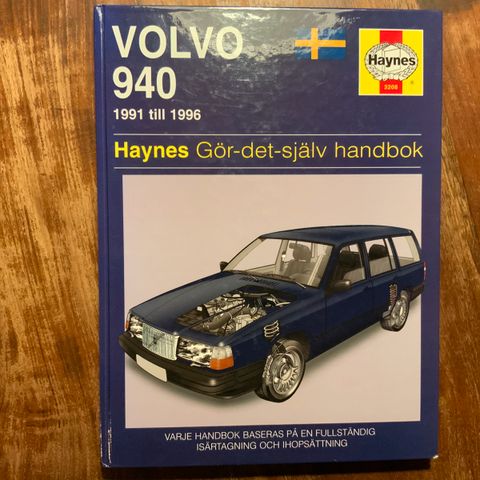 VOLVO
940
1991 till 1996
Haynes
3208
Haynes Gör-det-själv handbok
VARJE HANDBOK BASERAS PÅ EN FULLSTÄNDIG
ISÄRTAGNING OCH IHOPSÄTTNING